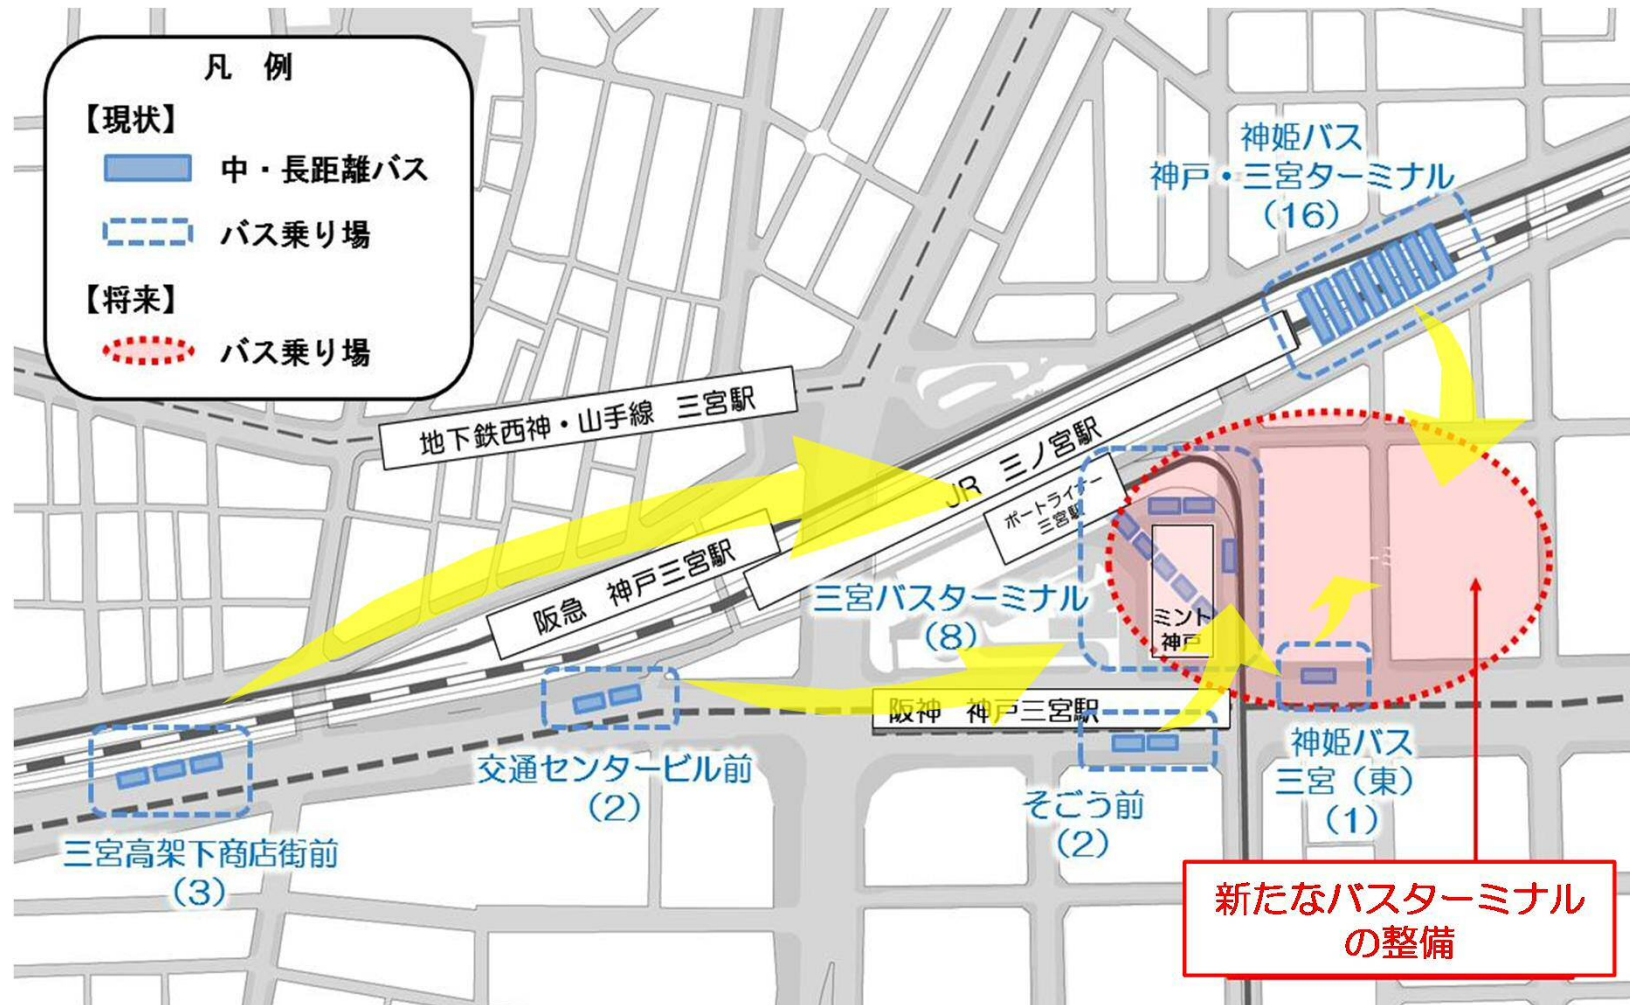 凡 例
【現状】
中・長距離バス
バス乗り場
【将来】
バス乗り場
神姫バス
神戸・三宮ターミナル
(16)
地下鉄西神・山手線 三宮駅
JR 三ノ宮駅
ポートライナー
三宮駅
阪急 神戸三宮駅
三宮バスターミナル
(8)
ミント
神戸
阪神 神戸三宮駅
交通センタービル前
(2)
そごう前
(2)
神姫バス
三宮(東)
(1)
三宮高架下商店街前
(3)
新たなバスターミナル
の整備